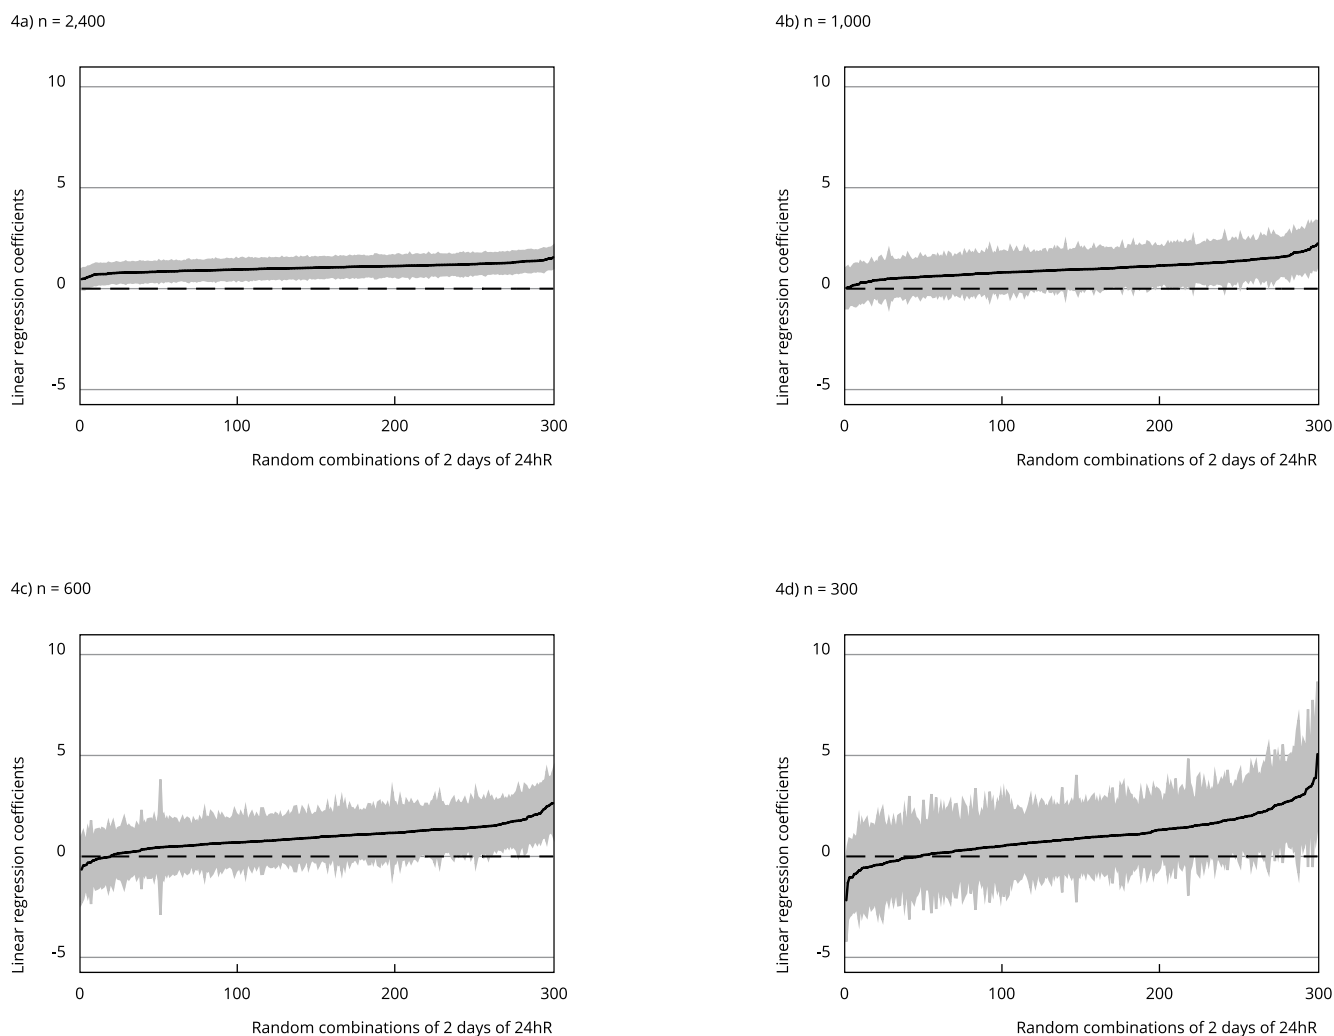 4a) n = 2,400
Linear regression coefficients
10
5
0
-5
0 100 200 300
Random combinations of 2 days of 24hR
4b) n = 1,000
Linear regression coefficients
10
5
0
-5
0 100 200 300
Random combinations of 2 days of 24hR
4c) n = 600
Linear regression coefficients
10
5
0
-5
0 100 200 300
Random combinations of 2 days of 24hR
4d) n = 300
Linear regression coefficients
10
5
0
-5
0 100 200 300
Random combinations of 2 days of 24hR